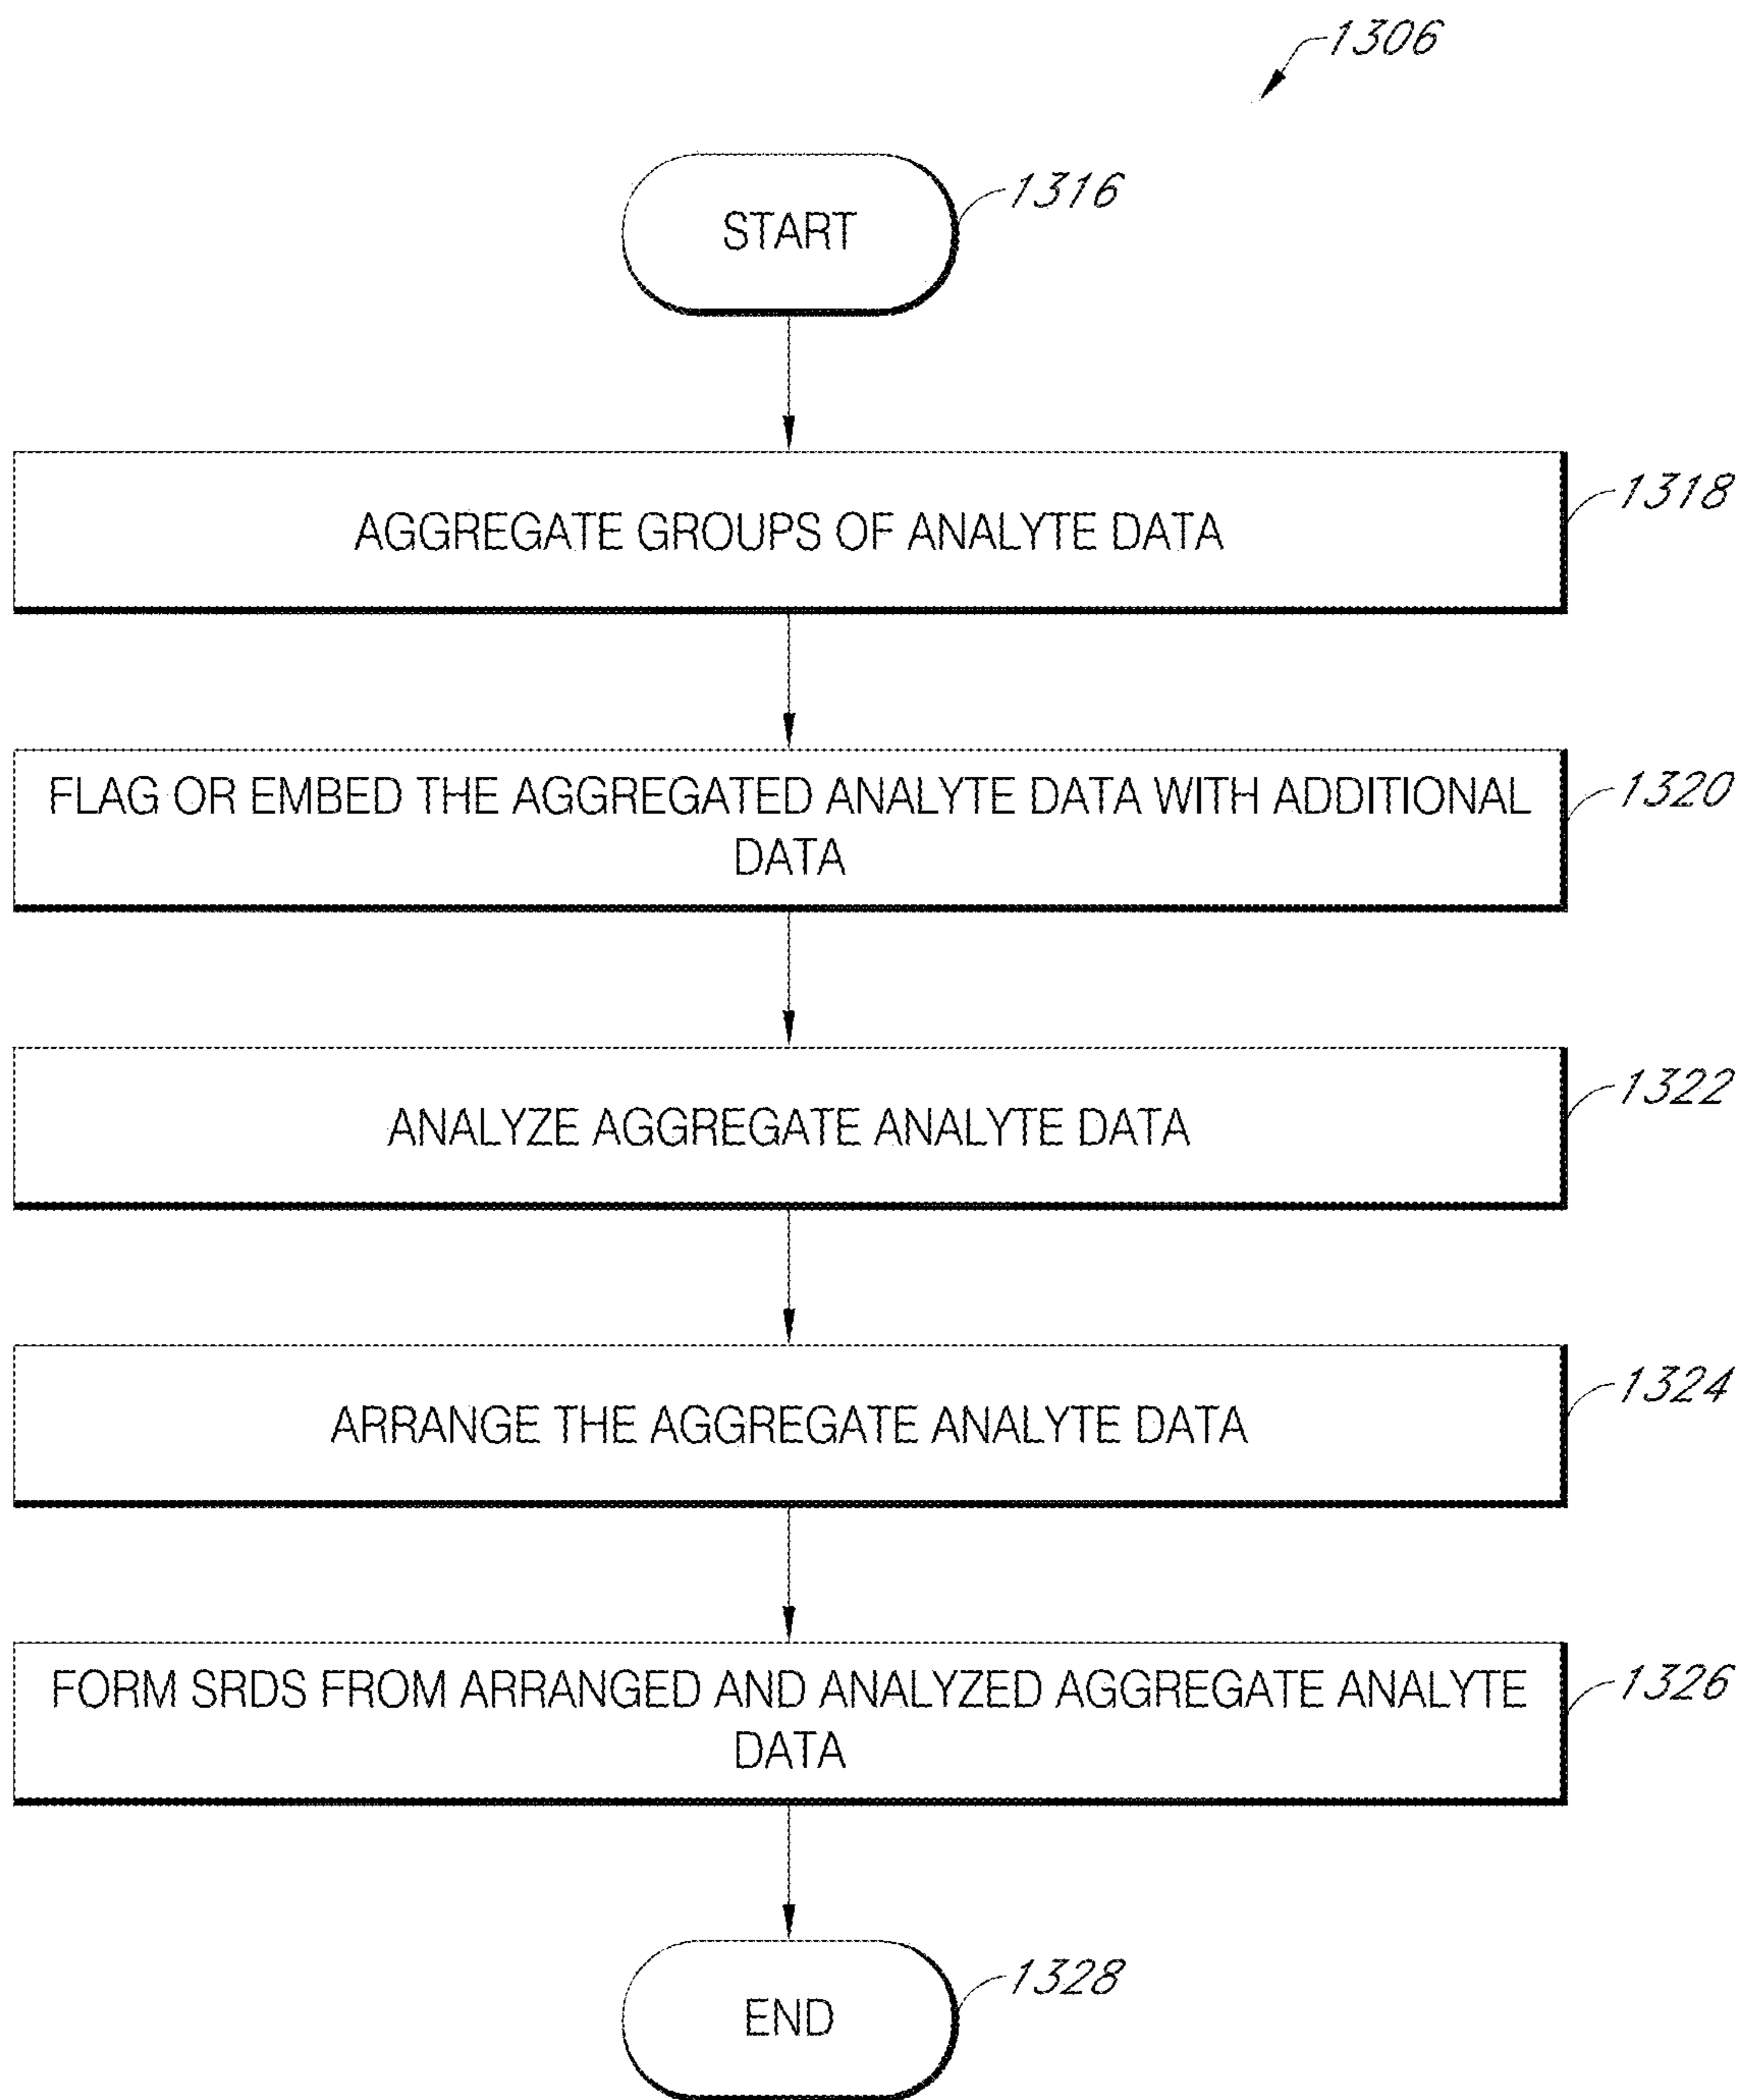 1306
START
1316
AGGREGATE GROUPS OF ANALYTE DATA
1318
FLAG OR EMBED THE AGGREGATED ANALYTE DATA WITH ADDITIONAL
DATA
1320
ANALYZE AGGREGATE ANALYTE DATA
1322
ARRANGE THE AGGREGATE ANALYTE DATA
1324
FORM SRDS FROM ARRANGED AND ANALYZED AGGREGATE ANALYTE
DATA
1326
END
1328